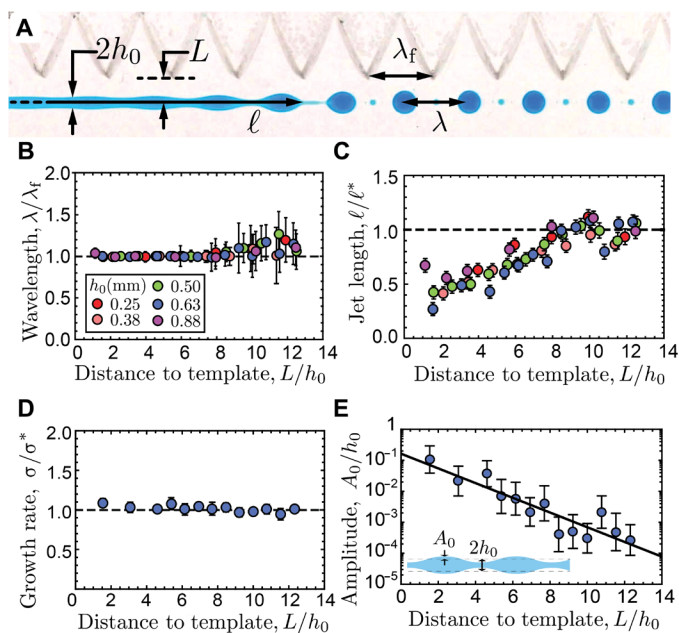 A
2h₀
L
λ_f
ℓ
λ
B
Wavelength, λ/λ_f
2.0
1.5
1.0
0.5
0.0
h₀(mm)
0.25
0.38
0.50
0.63
0.88
0 2 4 6 8 10 12 14
Distance to template, L/h₀
C
Jet length, ℓ/ℓ*
1.5
1.0
0.5
0.0
0 2 4 6 8 10 12 14
Distance to template, L/h₀
D
Growth rate, σ/σ*
2.0
1.5
1.0
0.5
0 2 4 6 8 10 12 14
Distance to template, L/h₀
E
Amplitude, A₀/h₀
1
10⁻¹
10⁻²
10⁻³
10⁻⁴
10⁻⁵
A₀
2h₀
0 2 4 6 8 10 12 14
Distance to template, L/h₀